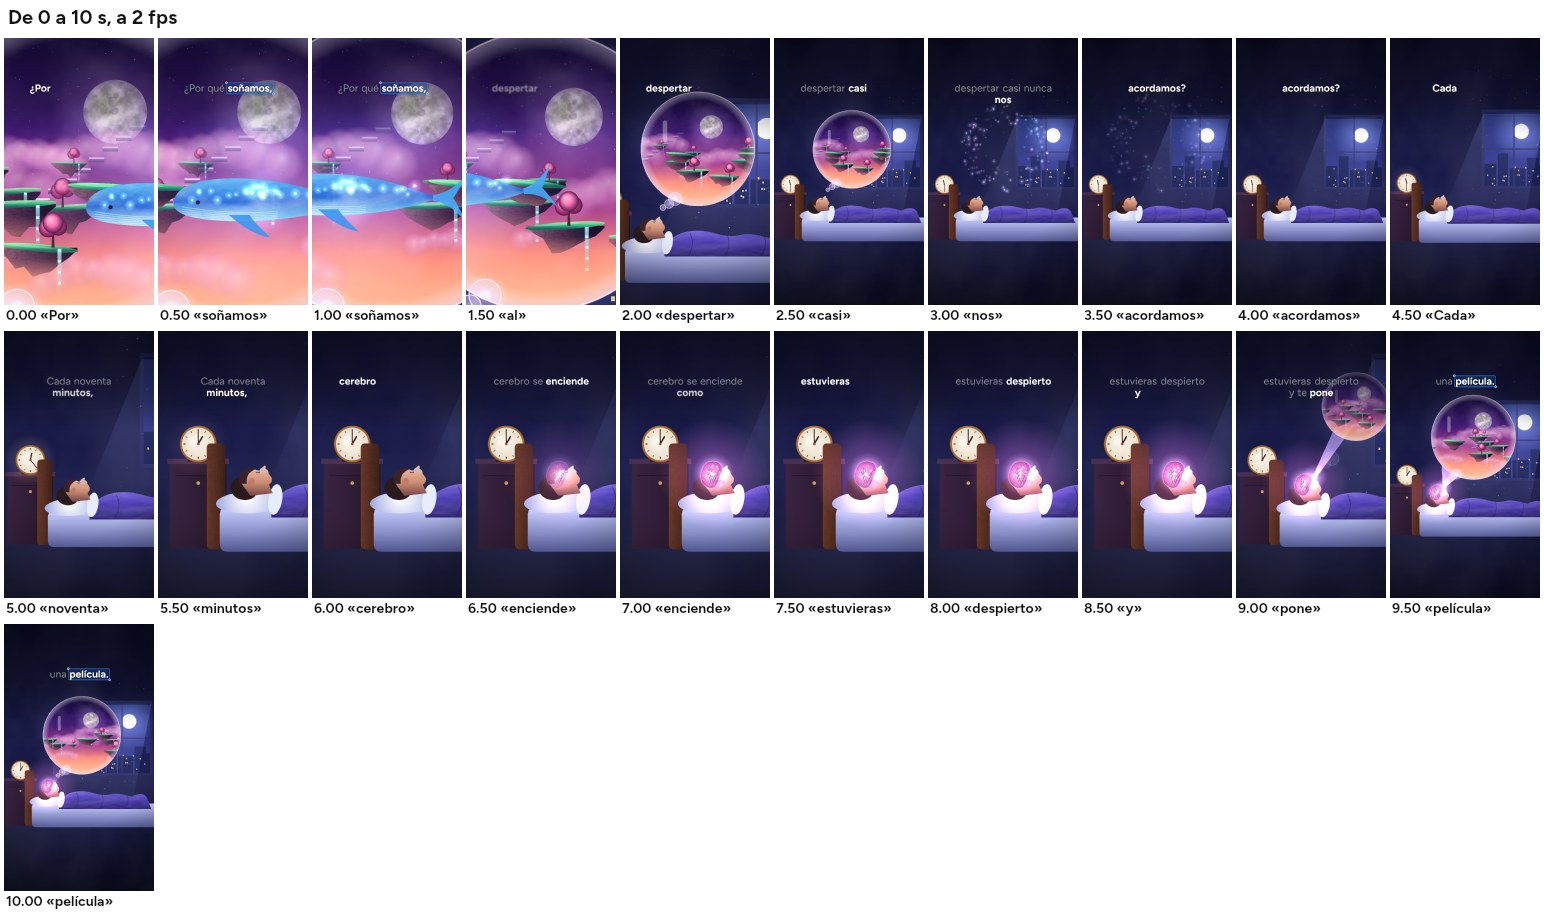 De 0 a 10 s, a 2 fps
¿Por
¿Por qué soñamos,
¿Por qué soñamos,
despertar
despertar
despertar casi
despertar casi nunca
nos
acordamos?
acordamos?
Cada
0.00 «Por»
0.50 «soñamos»
1.00 «soñamos»
1.50 «al»
2.00 «despertar»
2.50 «casi»
3.00 «nos»
3.50 «acordamos»
4.00 «acordamos»
4.50 «Cada»
Cada noventa
minutos,
Cada noventa
minutos,
cerebro
cerebro se enciende
cerebro se enciende
como
estuvieras
estuvieras despierto
estuvieras despierto
y
estuvieras despierto
y te pone
una película.
5.00 «noventa»
5.50 «minutos»
6.00 «cerebro»
6.50 «enciende»
7.00 «enciende»
7.50 «estuvieras»
8.00 «despierto»
8.50 «y»
9.00 «pone»
9.50 «película»
una película.
10.00 «película»